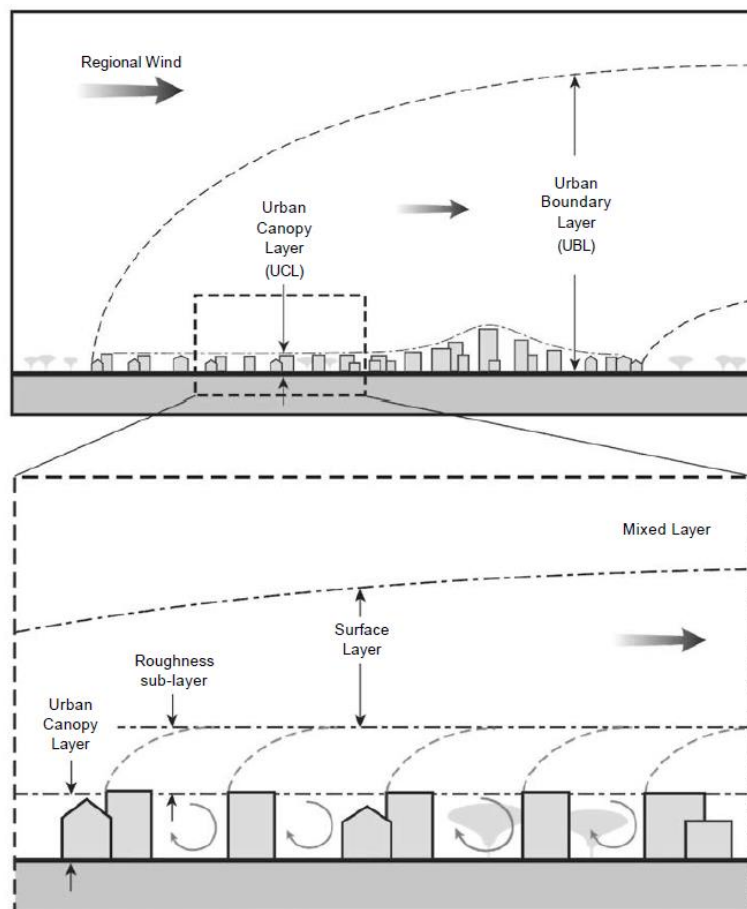 Regional Wind
Urban
Canopy
Layer
(UCL)
Urban
Boundary
Layer
(UBL)
Mixed Layer
Surface
Layer
Roughness
sub-layer
Urban
Canopy
Layer